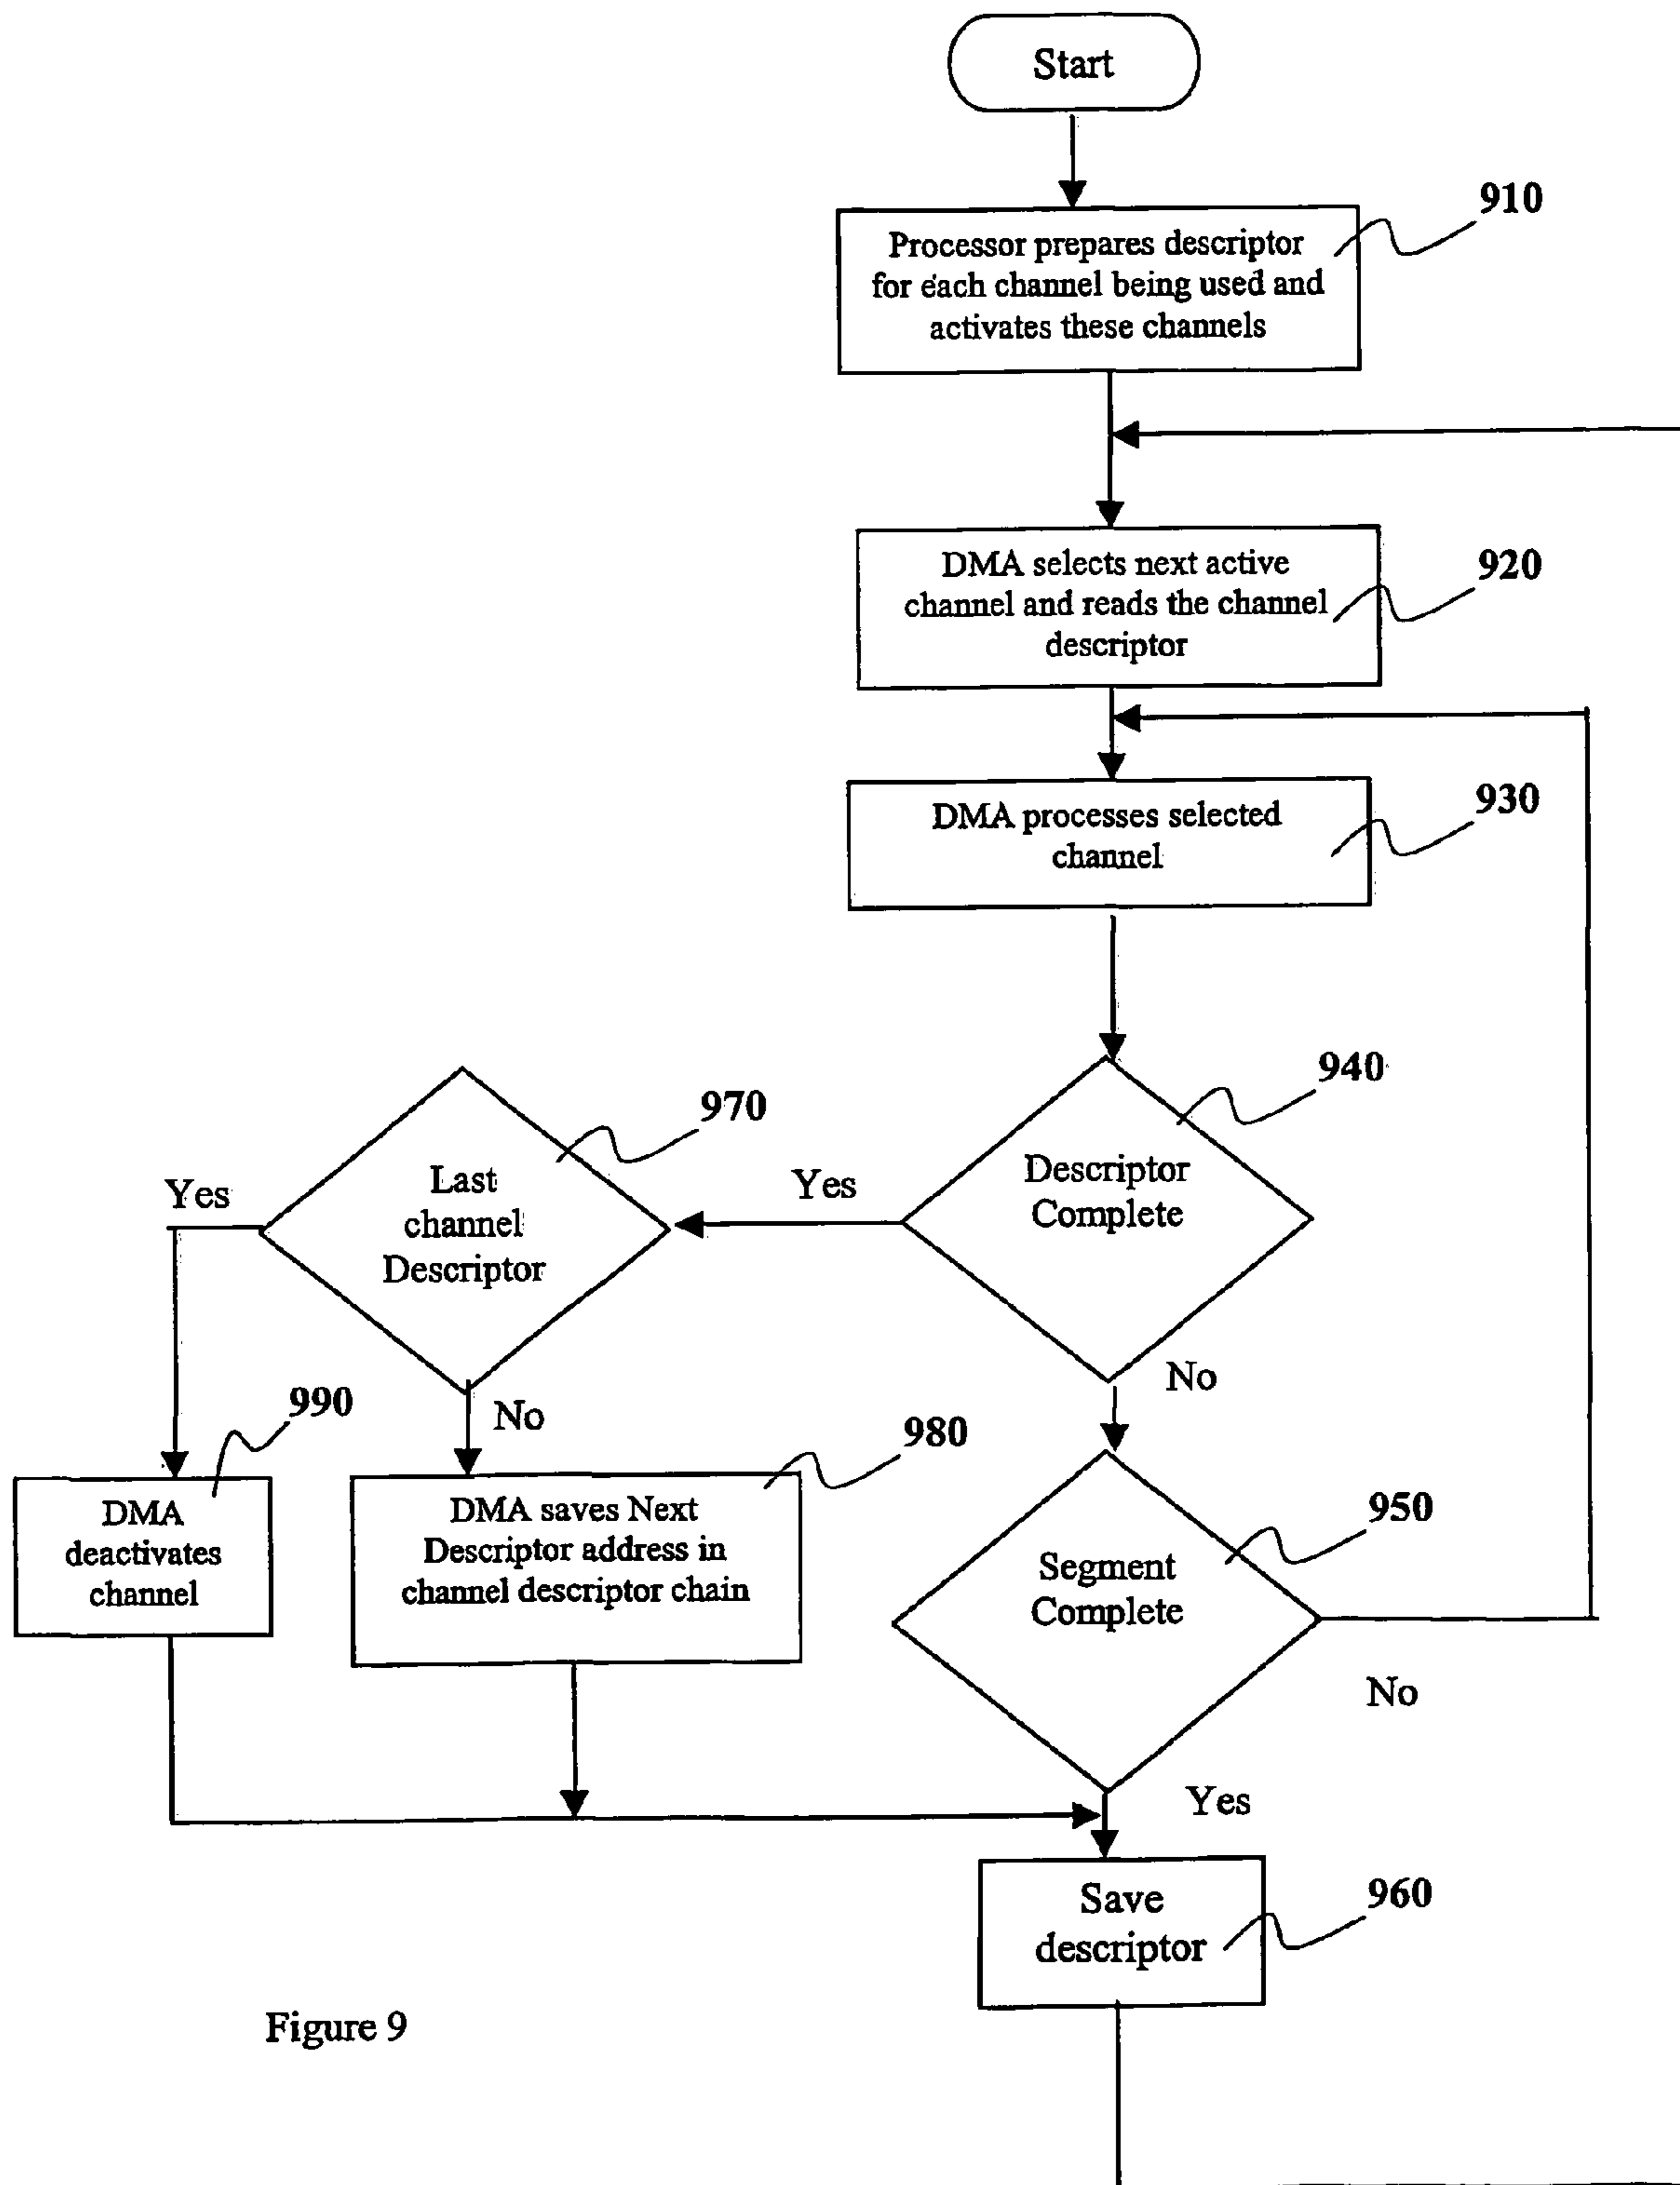 Start
910
Processor prepares descriptor
for each channel being used and
activates these channels
920
DMA selects next active
channel and reads the channel
descriptor
930
DMA processes selected
channel
940
Descriptor
Complete
Yes
No
970
Last
channel
Descriptor
Yes
No
990
DMA
deactivates
channel
980
DMA saves Next
Descriptor address in
channel descriptor chain
950
Segment
Complete
No
Yes
960
Save
descriptor
Figure 9